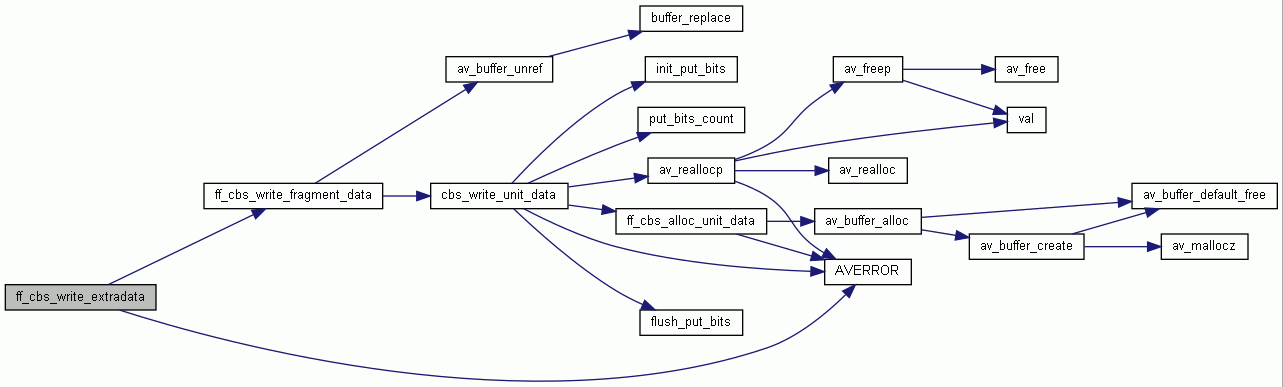 buffer_replace
av_buffer_unref
init_put_bits
av_freep
av_free
put_bits_count
val
av_reallocp
av_realloc
ff_cbs_write_fragment_data
cbs_write_unit_data
av_buffer_default_free
ff_cbs_alloc_unit_data
av_buffer_alloc
av_buffer_create
av_mallocz
AVERROR
ff_cbs_write_extradata
flush_put_bits